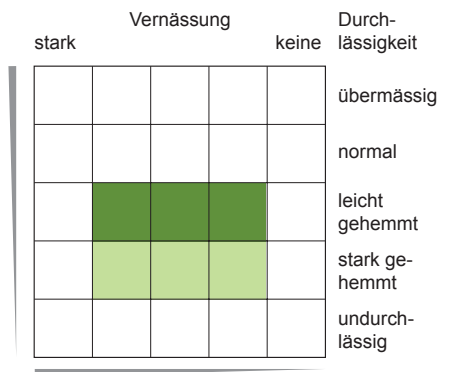 Vernässung
Durch-
stark
keine
lässigkeit
übermässig
normal
leicht
gehemmt
stark ge-
hemmt
undurch-
lässig